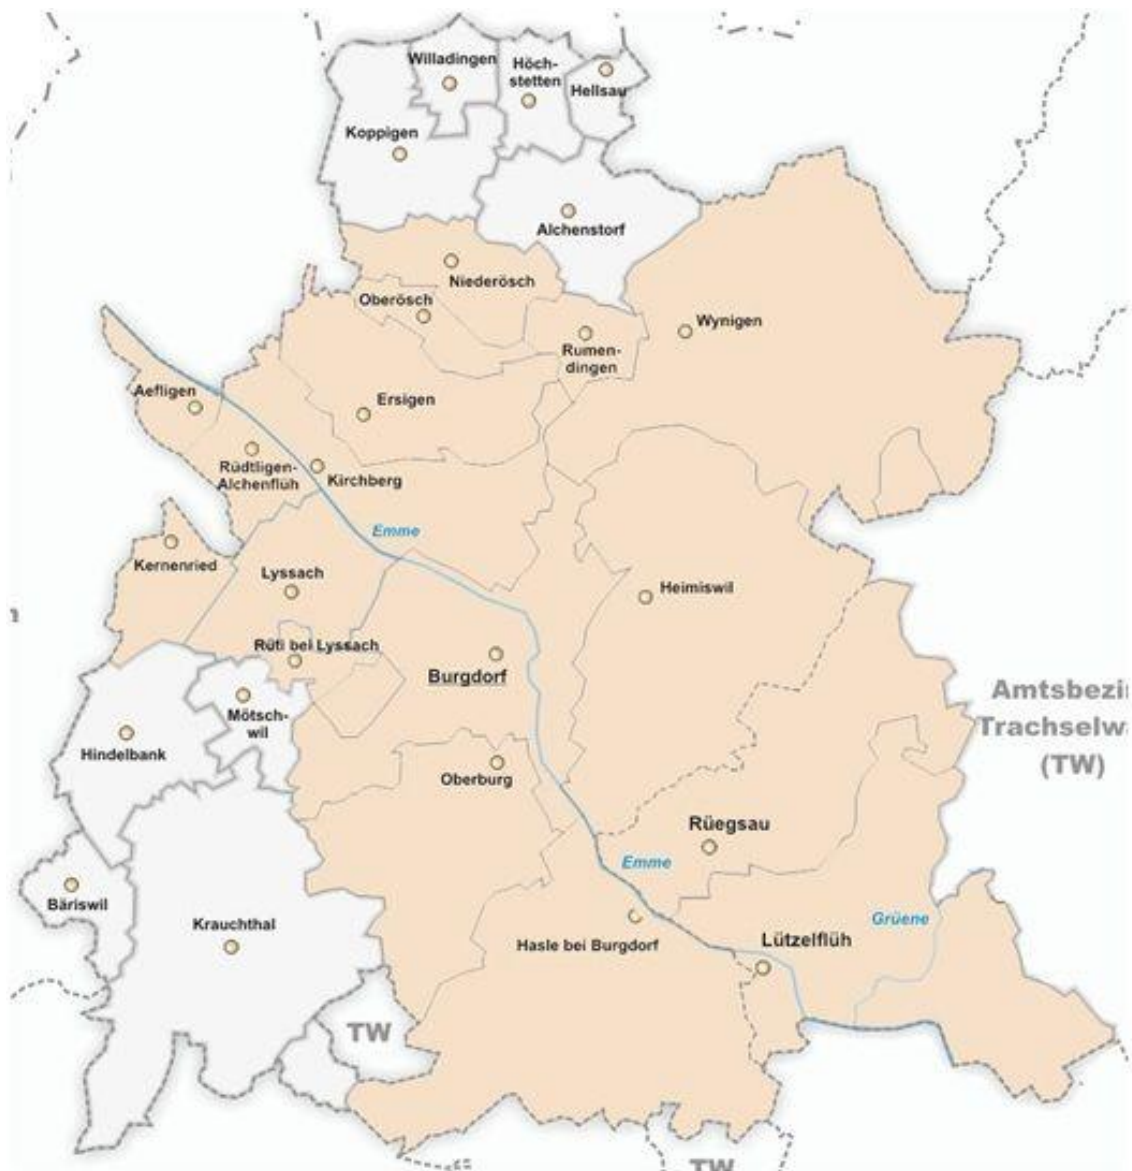 Willadingen
Höch-
stetten
Hellsau
Koppigen
Alchenstorf
Niederösch
Oberösch
Wynigen
Rumen-
dingen
Aefligen
Ersigen
Rüdtligen-
Alchenflüh
Kirchberg
Emme
Kernenried
Lyssach
Heimiswil
Rüti bei Lyssach
Burgdorf
Amtsbezi
Trachselw
(TW)
Mötsch-
wil
Hindelbank
Oberburg
Rüegsau
Emme
Bäriswil
Krauchthal
Grüene
Hasle bei Burgdorf
Lützelflüh
TW
TW